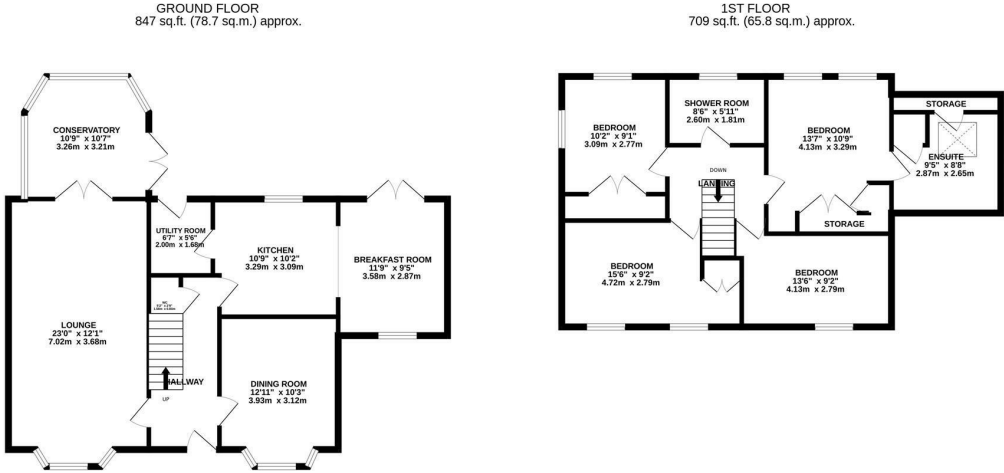 GROUND FLOOR
847 sq.ft. (78.7 sq.m.) approx.
CONSERVATORY
10'9" x 10'7"
3.26m x 3.21m
UTILITY ROOM
6'7" x 5'6"
2.00m x 1.68m
KITCHEN
10'9" x 10'2"
3.29m x 3.09m
BREAKFAST ROOM
11'9" x 9'5"
3.58m x 2.87m
WC
LOUNGE
23'0" x 12'1"
7.02m x 3.68m
HALLWAY
UP
DINING ROOM
12'11" x 10'3"
3.93m x 3.12m
1ST FLOOR
709 sq.ft. (65.8 sq.m.) approx.
BEDROOM
10'2" x 9'1"
3.09m x 2.77m
SHOWER ROOM
8'6" x 5'11"
2.60m x 1.81m
BEDROOM
13'7" x 10'9"
4.13m x 3.29m
STORAGE
ENSUITE
9'5" x 8'8"
2.87m x 2.65m
DOWN
LANDING
STORAGE
BEDROOM
15'6" x 9'2"
4.72m x 2.79m
BEDROOM
13'6" x 9'2"
4.13m x 2.79m